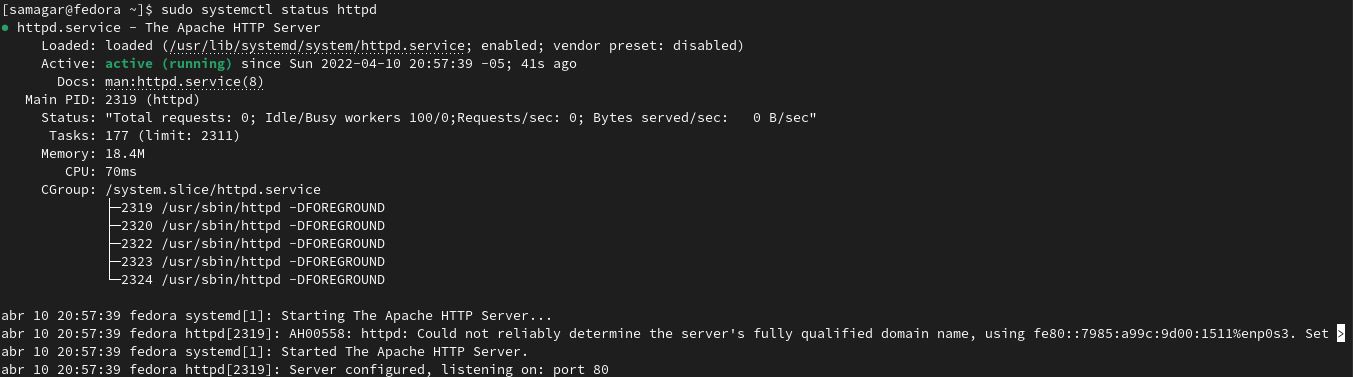 [samagar@fedora ~]$ sudo systemctl status httpd
● httpd.service - The Apache HTTP Server
     Loaded: loaded (/usr/lib/systemd/system/httpd.service; enabled; vendor preset: disabled)
     Active: active (running) since Sun 2022-04-10 20:57:39 -05; 41s ago
       Docs: man:httpd.service(8)
   Main PID: 2319 (httpd)
     Status: "Total requests: 0; Idle/Busy workers 100/0;Requests/sec: 0; Bytes served/sec:   0 B/sec"
      Tasks: 177 (limit: 2311)
     Memory: 18.4M
        CPU: 70ms
     CGroup: /system.slice/httpd.service
             ├─2319 /usr/sbin/httpd -DFOREGROUND
             ├─2320 /usr/sbin/httpd -DFOREGROUND
             ├─2322 /usr/sbin/httpd -DFOREGROUND
             ├─2323 /usr/sbin/httpd -DFOREGROUND
             └─2324 /usr/sbin/httpd -DFOREGROUND
abr 10 20:57:39 fedora systemd[1]: Starting The Apache HTTP Server...
abr 10 20:57:39 fedora httpd[2319]: AH00558: httpd: Could not reliably determine the server's fully qualified domain name, using fe80::7985:a99c:9d00:1511%enp0s3. Set >
abr 10 20:57:39 fedora systemd[1]: Started The Apache HTTP Server.
abr 10 20:57:39 fedora httpd[2319]: Server configured, listening on: port 80